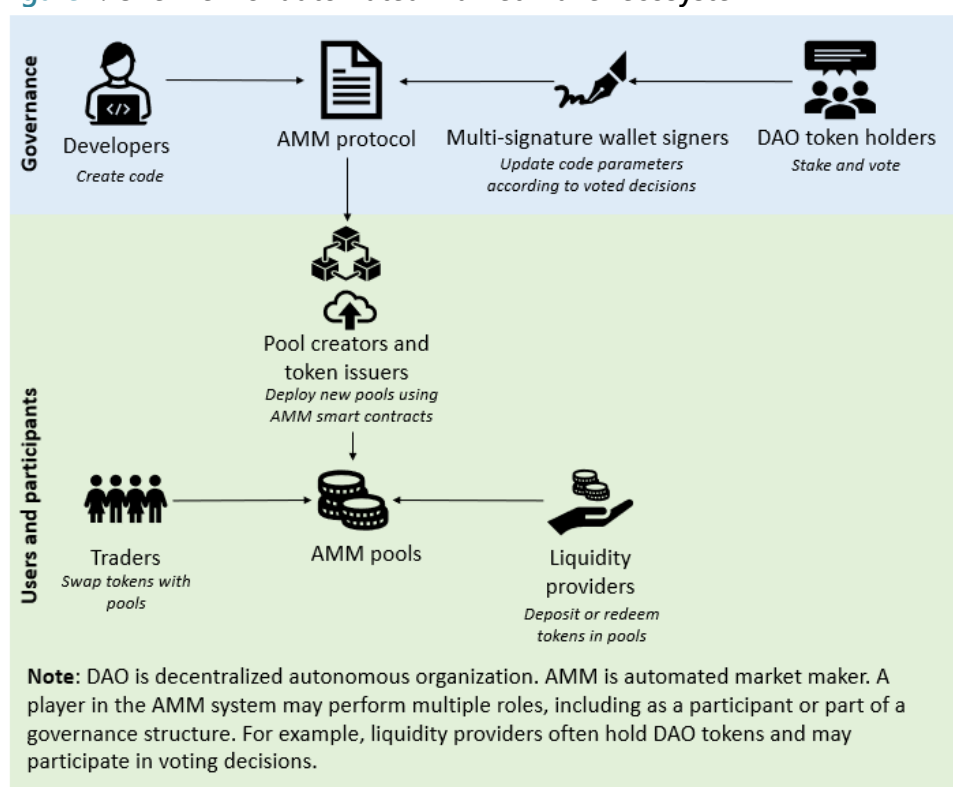 Governance
Developers
Create code
AMM protocol
Multi-signature wallet signers
Update code parameters
according to voted decisions
DAO token holders
Stake and vote
Users and participants
Pool creators and
token issuers
Deploy new pools using
AMM smart contracts
Traders
Swap tokens with
pools
AMM pools
Liquidity
providers
Deposit or redeem
tokens in pools
Note: DAO is decentralized autonomous organization. AMM is automated market maker. A
player in the AMM system may perform multiple roles, including as a participant or part of a
governance structure. For example, liquidity providers often hold DAO tokens and may
participate in voting decisions.